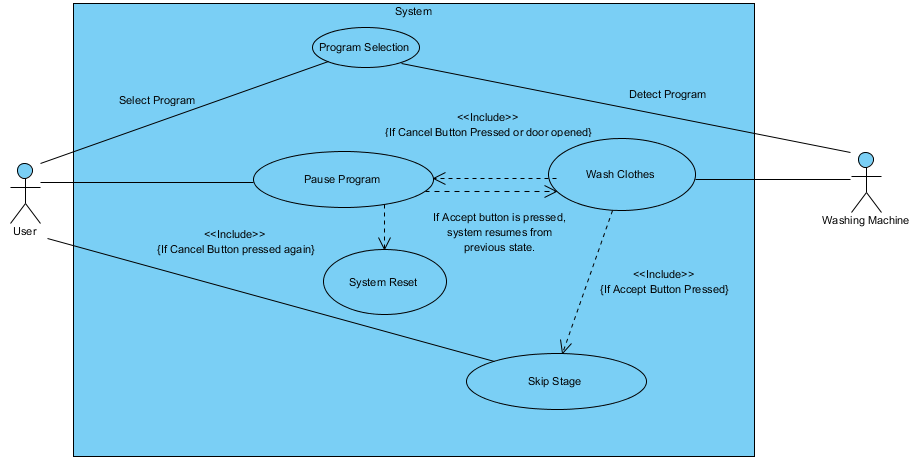 System
Program Selection
Select Program
Detect Program
<<Include>>
{If Cancel Button Pressed or door opened}
Pause Program
Wash Clothes
User
Washing Machine
If Accept button is pressed,
system resumes from
previous state.
<<Include>>
{If Cancel Button pressed again}
System Reset
<<Include>>
{If Accept Button Pressed}
Skip Stage